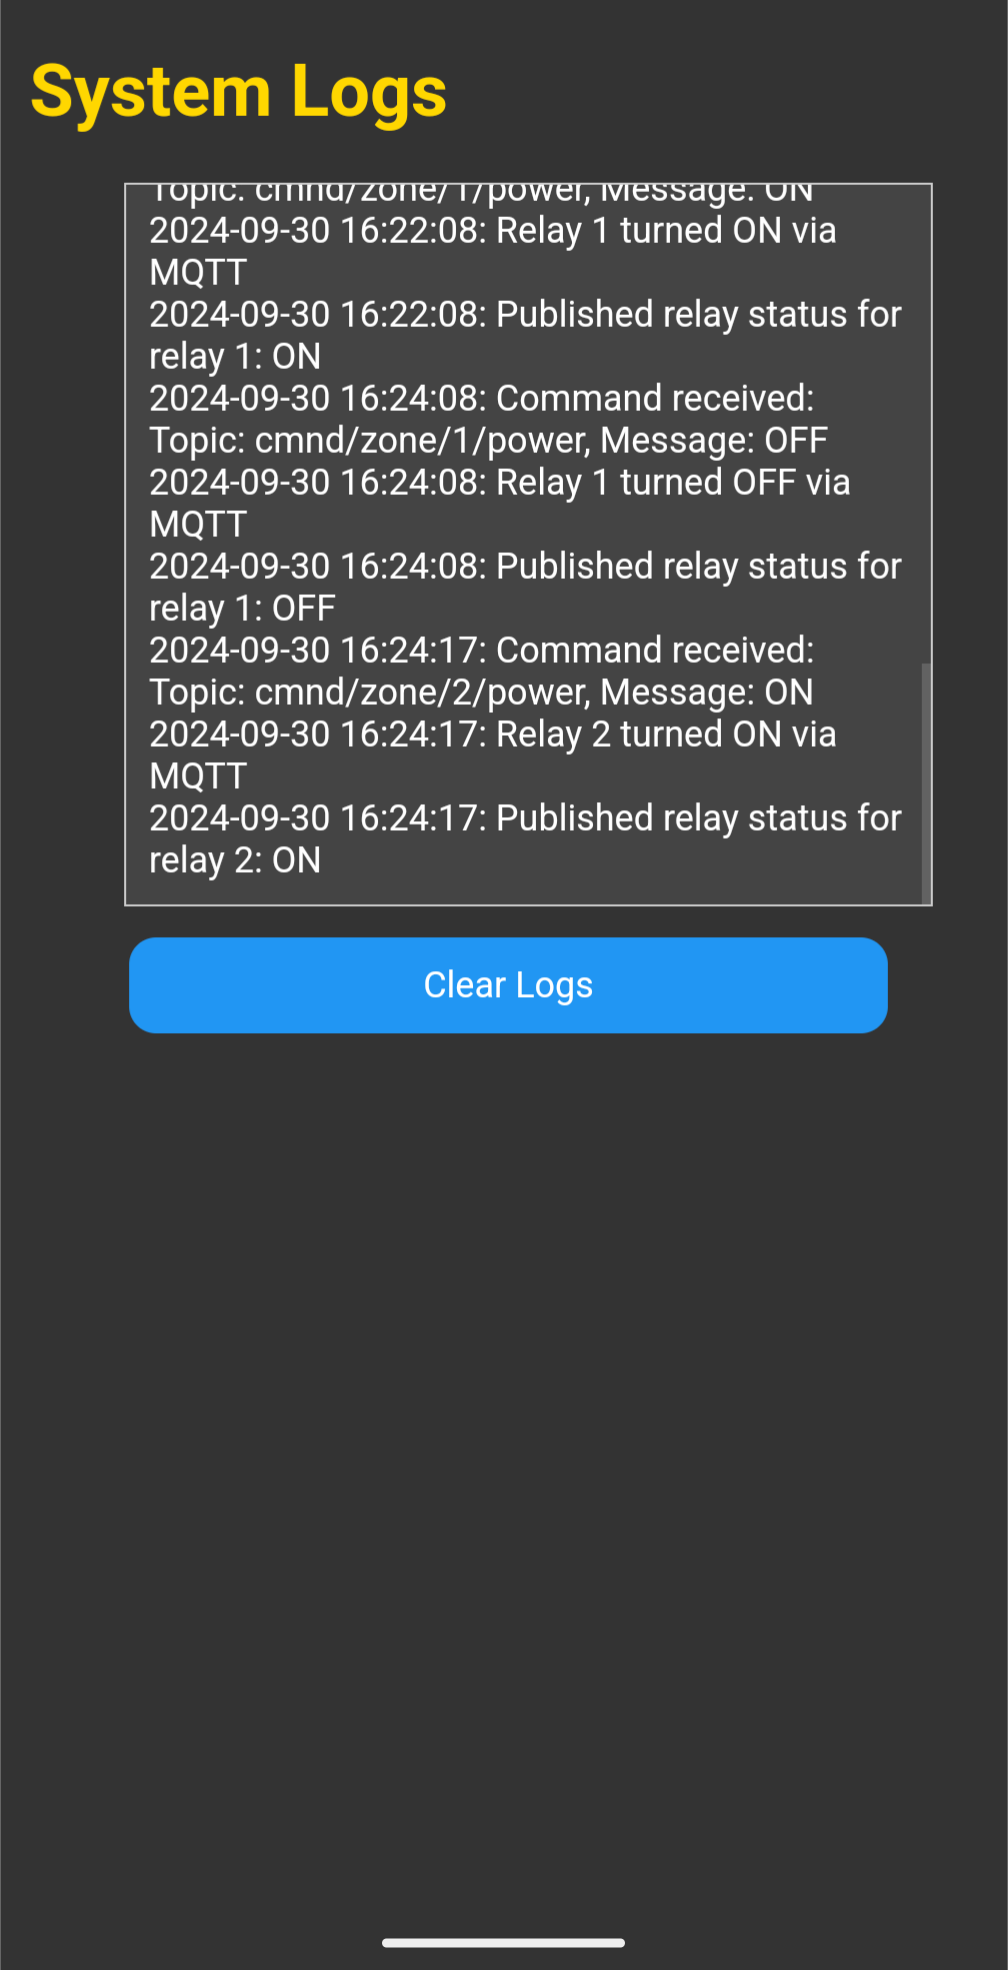 System Logs
Topic: cmnd/zone/1/power, Message: ON
2024-09-30 16:22:08: Relay 1 turned ON via
MQTT
2024-09-30 16:22:08: Published relay status for
relay 1: ON
2024-09-30 16:24:08: Command received:
Topic: cmnd/zone/1/power, Message: OFF
2024-09-30 16:24:08: Relay 1 turned OFF via
MQTT
2024-09-30 16:24:08: Published relay status for
relay 1: OFF
2024-09-30 16:24:17: Command received:
Topic: cmnd/zone/2/power, Message: ON
2024-09-30 16:24:17: Relay 2 turned ON via
MQTT
2024-09-30 16:24:17: Published relay status for
relay 2: ON
Clear Logs